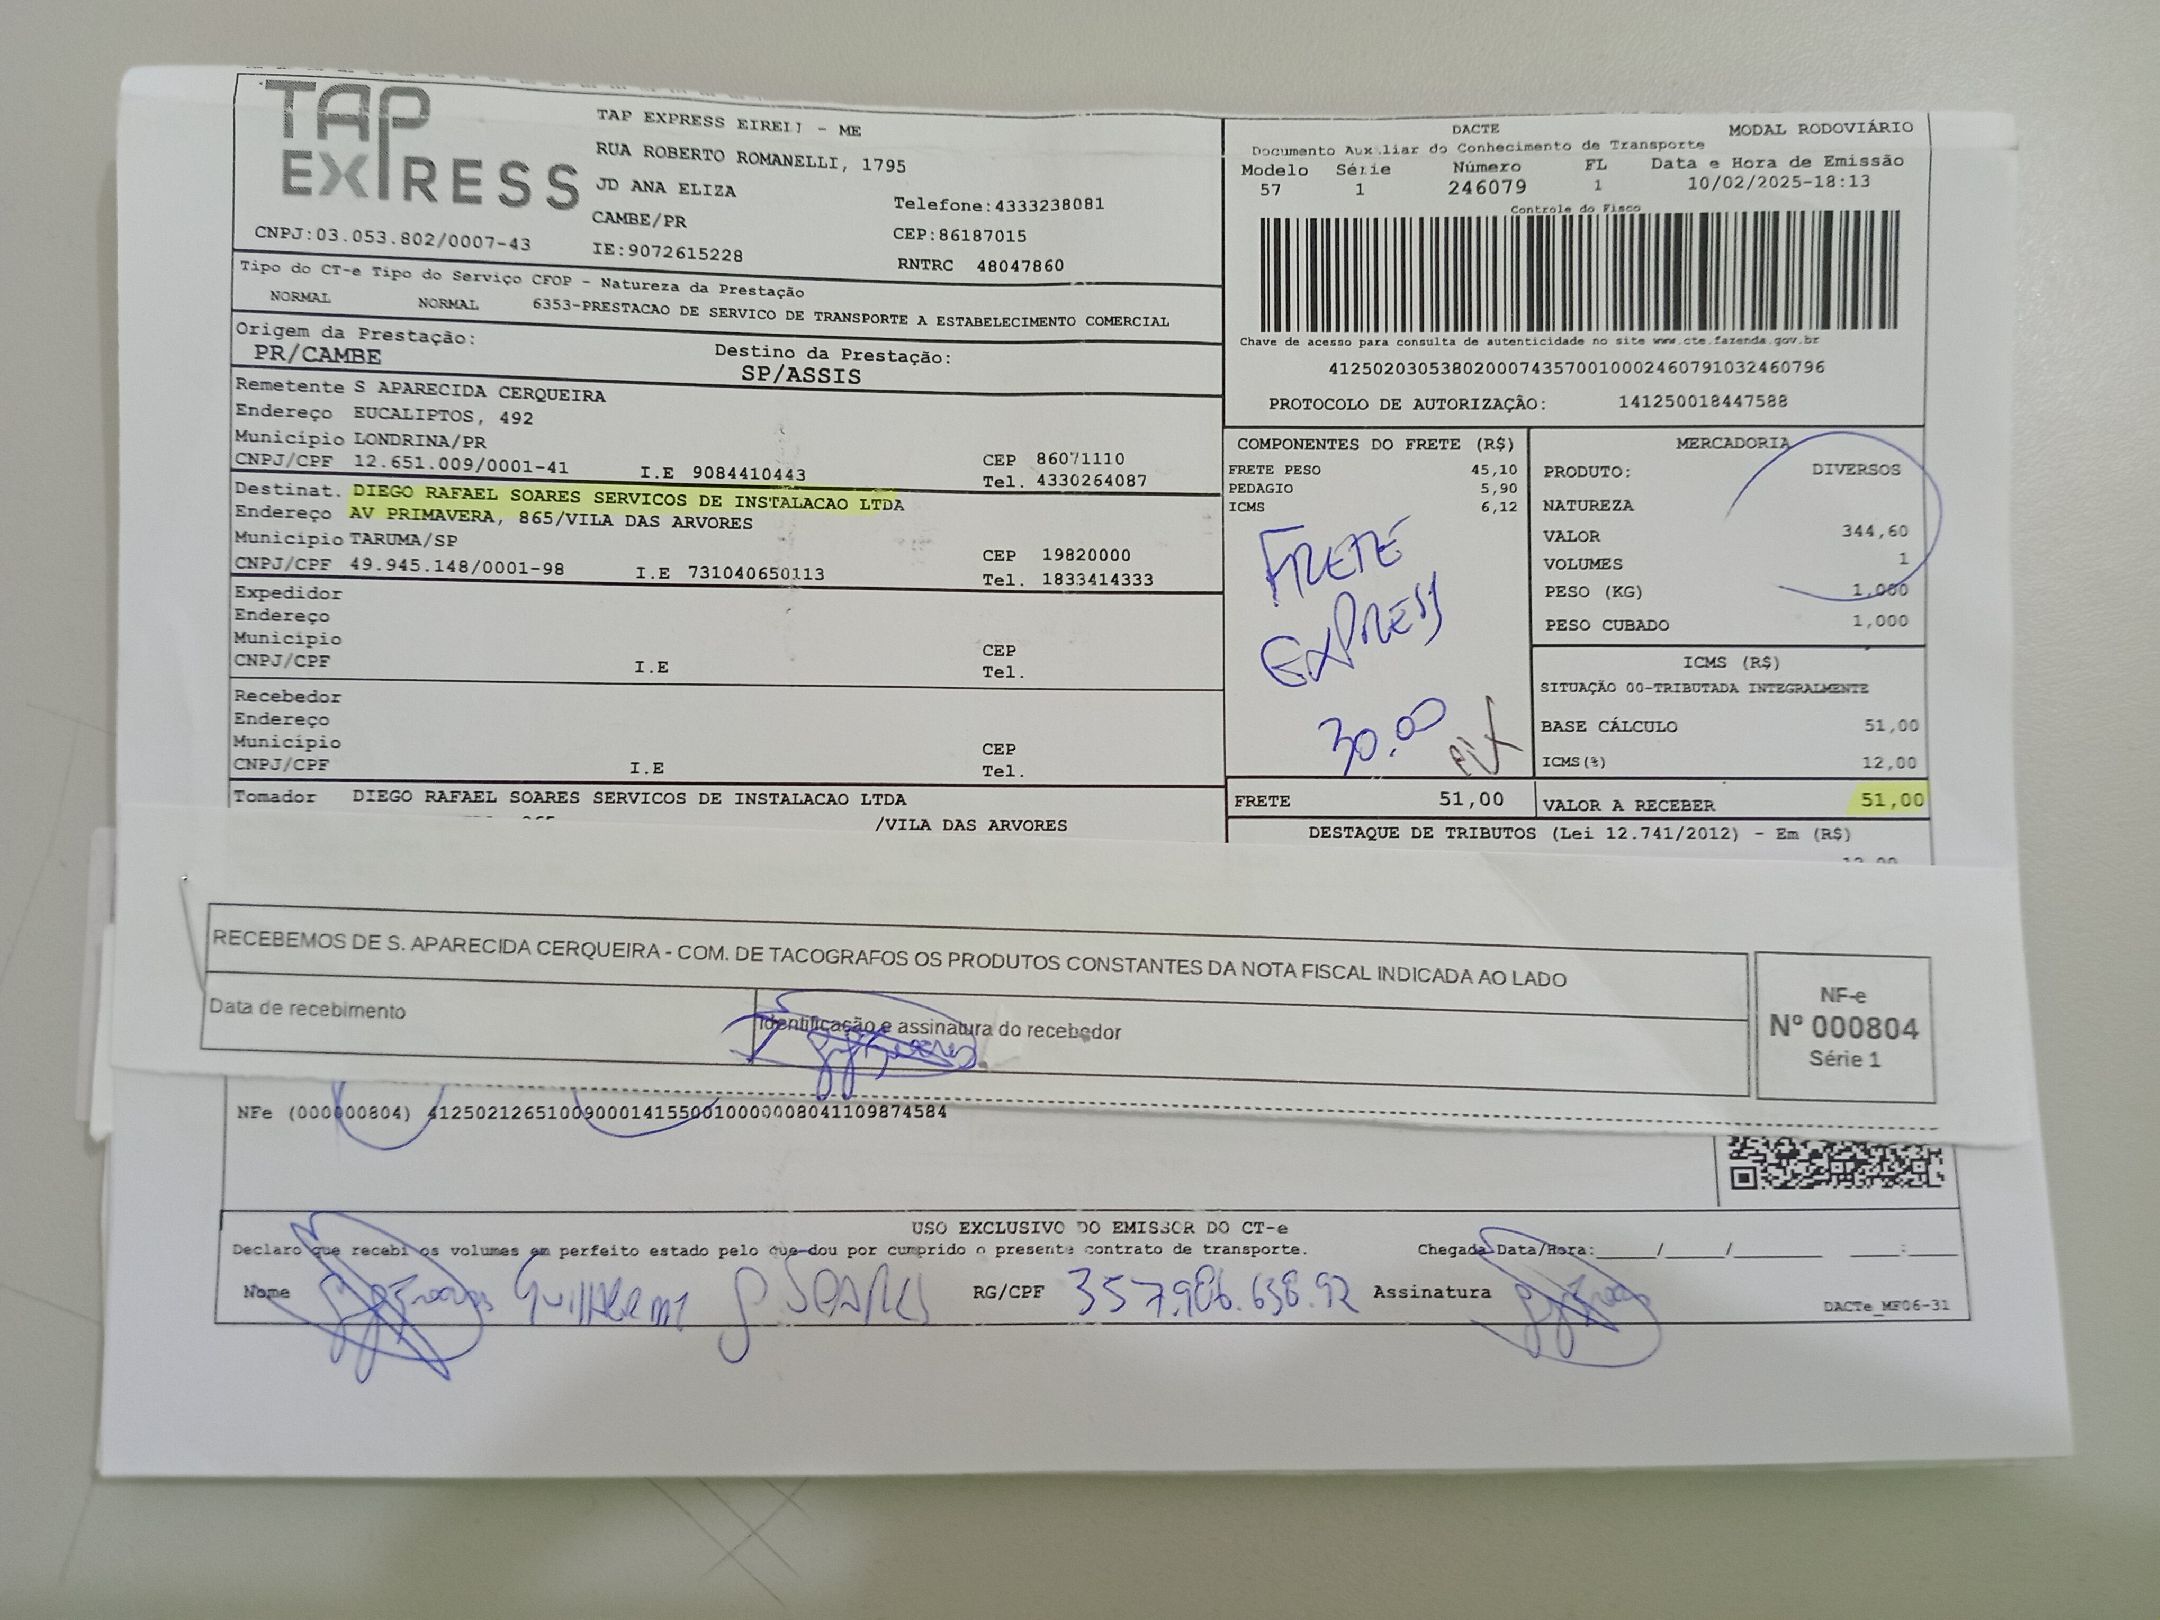 TAP EXPRESS
TAP EXPRESS EIRELI - ME
RUA ROBERTO ROMANELLI, 1795
JD ANA ELIZA
CAMBE/PR
Telefone:4333238081
CEP:86187015
CNPJ:03.053.802/0007-43
IE:9072615228
RNTRC 48047860
Tipo do CT-e Tipo do Serviço CFOP - Natureza da Prestação
NORMAL NORMAL 6353-PRESTACAO DE SERVICO DE TRANSPORTE A ESTABELECIMENTO COMERCIAL
Origem da Prestação:
PR/CAMBE
Destino da Prestação:
SP/ASSIS
Remetente S APARECIDA CERQUEIRA
Endereço EUCALIPTOS, 492
Município LONDRINA/PR
CEP 86071110
CNPJ/CPF 12.651.009/0001-41 I.E 9084410443 Tel. 4330264087
Destinat. DIEGO RAFAEL SOARES SERVICOS DE INSTALACAO LTDA
Endereço AV PRIMAVERA, 865/VILA DAS ARVORES
Município TARUMA/SP
CEP 19820000
CNPJ/CPF 49.945.148/0001-98 I.E 731040650113 Tel. 1833414333
Expedidor
Endereço
Município
CEP
CNPJ/CPF I.E Tel.
Recebedor
Endereço
Município
CEP
CNPJ/CPF I.E Tel.
Tomador DIEGO RAFAEL SOARES SERVICOS DE INSTALACAO LTDA
/VILA DAS ARVORES
DACTE MODAL RODOVIÁRIO
Documento Auxiliar do Conhecimento de Transporte
Modelo Série Número FL Data e Hora de Emissão
57 1 246079 1 10/02/2025-18:13
Controle do Fisco
Chave de acesso para consulta de autenticidade no site www.cte.fazenda.gov.br
41250203053802000743570010002460791032460796
PROTOCOLO DE AUTORIZAÇÃO: 141250018447588
COMPONENTES DO FRETE (R$)
FRETE PESO 45,10
PEDAGIO 5,90
ICMS 6,12
FRETE
EXPRESS
30,00
PIX
FRETE 51,00
MERCADORIA
PRODUTO: DIVERSOS
NATUREZA
VALOR 344,60
VOLUMES 1
PESO (KG) 1,000
PESO CUBADO 1,000
ICMS (R$)
SITUAÇÃO 00-TRIBUTADA INTEGRALMENTE
BASE CÁLCULO 51,00
ICMS(%) 12,00
VALOR A RECEBER 51,00
DESTAQUE DE TRIBUTOS (Lei 12.741/2012) - Em (R$)
RECEBEMOS DE S. APARECIDA CERQUEIRA - COM. DE TACOGRAFOS OS PRODUTOS CONSTANTES DA NOTA FISCAL INDICADA AO LADO
Data de recebimento
Identificação e assinatura do recebedor
NF-e
Nº 000804
Série 1
NFe (000000804) 41250212651009000141550010000008041109874584
USO EXCLUSIVO DO EMISSOR DO CT-e
Declaro que recebi os volumes em perfeito estado pelo que dou por cumprido o presente contrato de transporte.
Chegada Data/Hora:_____/_____/_______ ___:___
Nome Guilherme G SOARES RG/CPF 357.986.638.92 Assinatura
DACTe_MF06-31